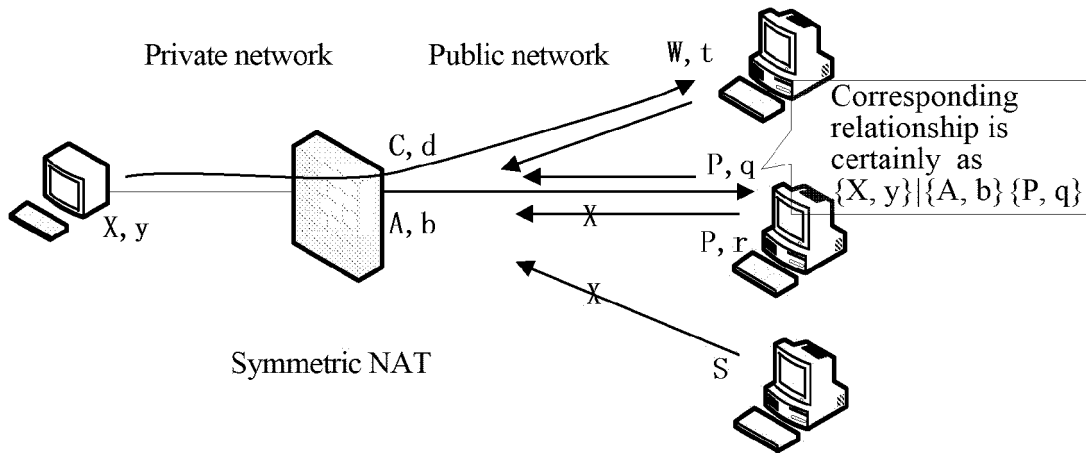 Private network
Public network
W, t
Corresponding
relationship is
certainly as
{X, y}|{A, b}{P, q}
C, d
P, q
X, y
A, b
X
P, r
X
S
Symmetric NAT